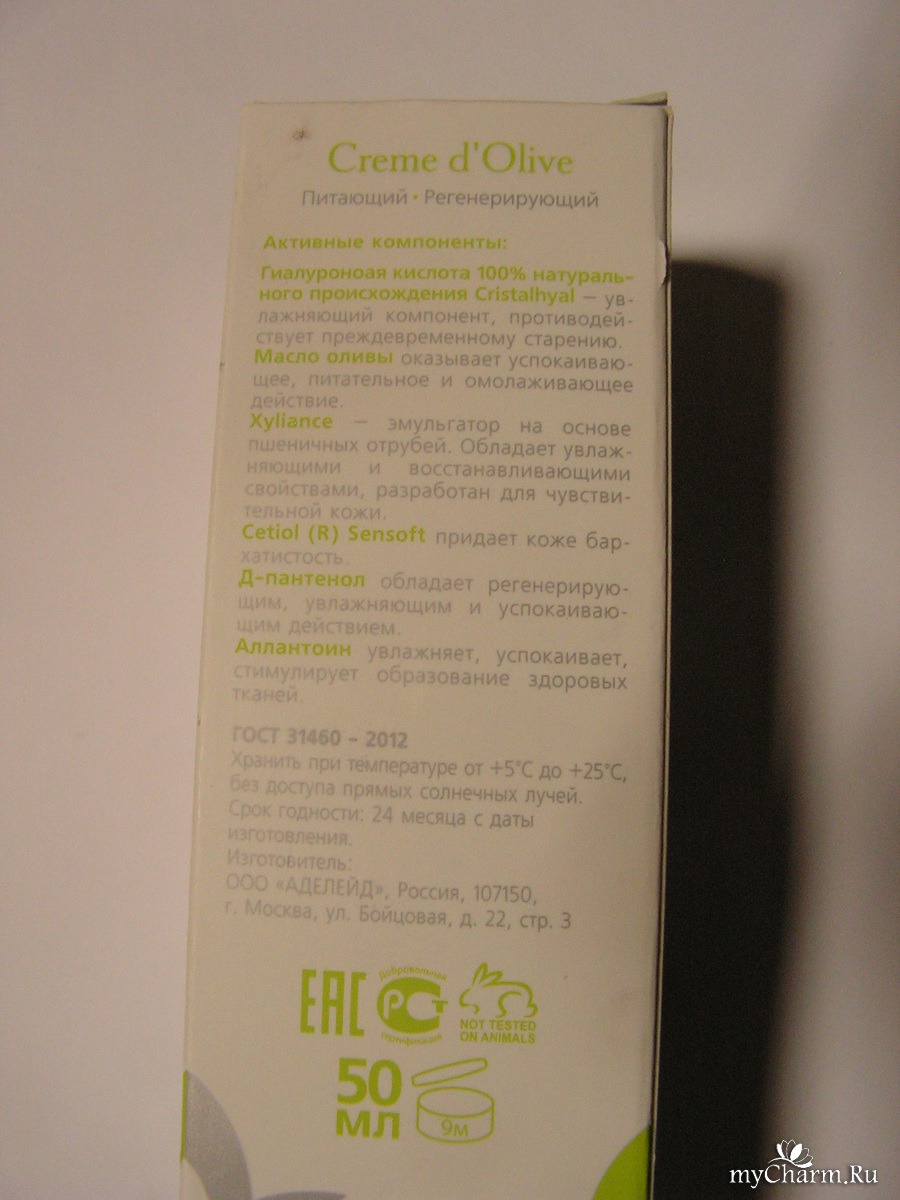 Creme d'Olive
Питающий • Регенерирующий
Активные компоненты:
Гиалуроноая кислота 100% натураль-
ного происхождения Cristalhyal – ув-
лажняющий компонент, противодей-
ствует преждевременному старению.
Масло оливы оказывает успокаиваю-
щее, питательное и омолаживающее
действие.
Xyliance – эмульгатор на основе
пшеничных отрубей. Обладает увлаж-
няющими и восстанавливающими
свойствами, разработан для чувстви-
тельной кожи.
Cetiol (R) Sensoft придает коже бар-
хатистость.
Д-пантенол обладает регенерирую-
щим, увлажняющим и успокаиваю-
щим действием.
Аллантоин увлажняет, успокаивает,
стимулирует образование здоровых
тканей.
ГОСТ 31460 – 2012
Хранить при температуре от +5°С до +25°С,
без доступа прямых солнечных лучей.
Срок годности: 24 месяца с даты
изготовления.
Изготовитель:
ООО «АДЕЛЕЙД», Россия, 107150,
г. Москва, ул. Бойцовая, д. 22, стр. 3
EAC
Добровольная
РСТ
сертификация
NOT TESTED
ON ANIMALS
50
МЛ
9м
myCharm.Ru